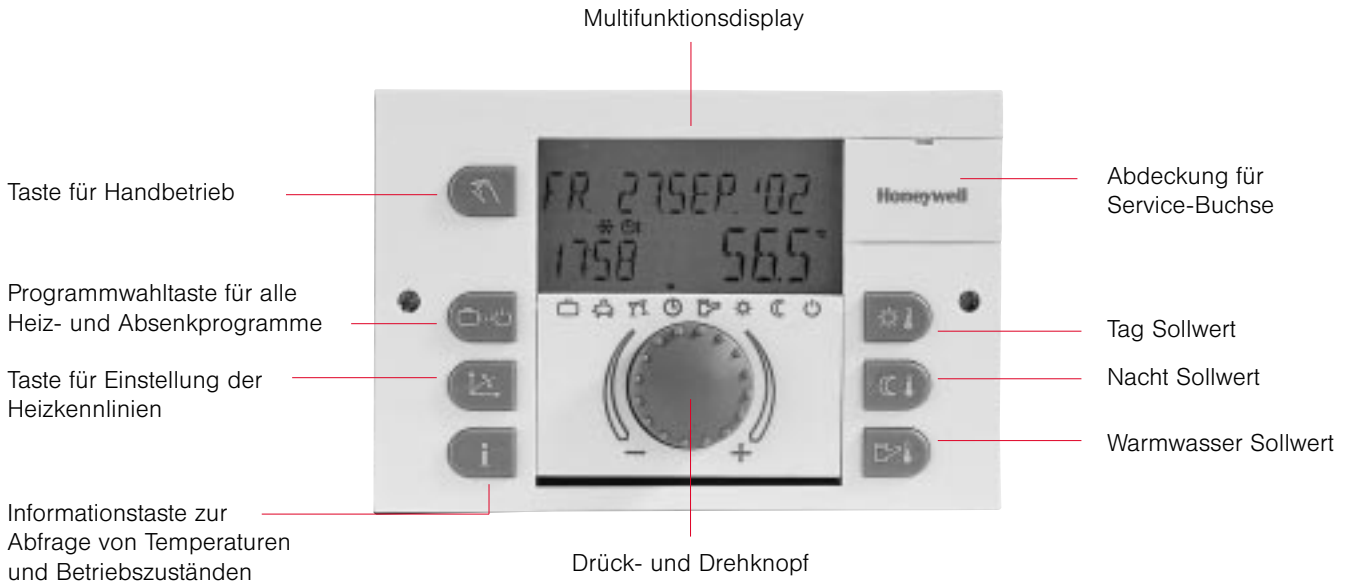 Multifunktionsdisplay
Taste für Handbetrieb
FR. 27.SEP. '02
1758 56.5 °C
Honeywell
Abdeckung für
Service-Buchse
Programmwahltaste für alle
Heiz- und Absenkprogramme
Taste für Einstellung der
Heizkennlinien
Informationstaste zur
Abfrage von Temperaturen
und Betriebszuständen
i
− +
Tag Sollwert
Nacht Sollwert
Warmwasser Sollwert
Drück- und Drehknopf